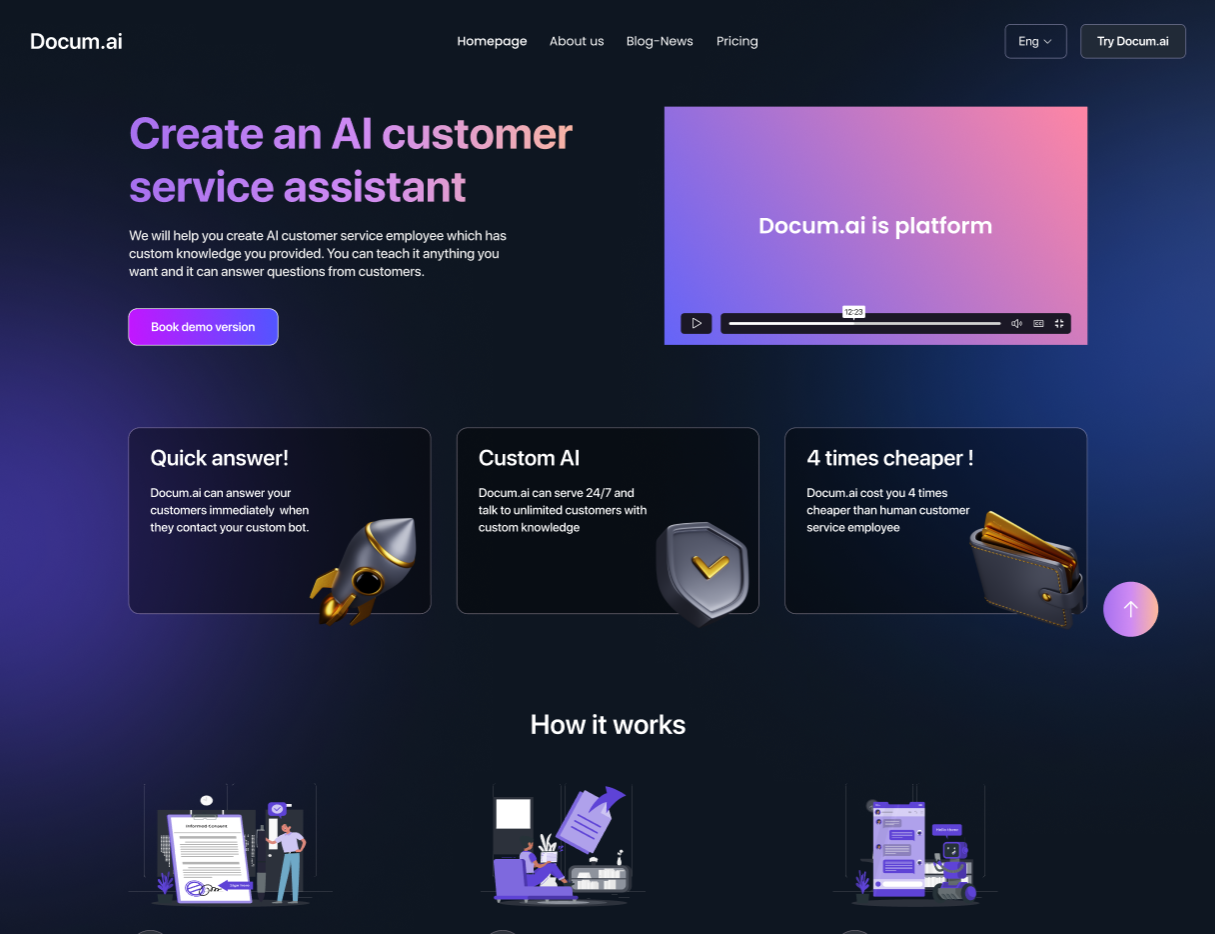 Docum.ai
Homepage
About us
Blog-News
Pricing
Eng
Try Docum.ai
Create an AI customer
service assistant
We will help you create AI customer service employee which has
custom knowledge you provided. You can teach it anything you
want and it can answer questions from customers.
Book demo version
Docum.ai is platform
12:23
CC
Quick answer!
Docum.ai can answer your
customers immediately  when
they contact your custom bot.
Custom AI
Docum.ai can serve 24/7 and
talk to unlimited customers with
custom knowledge
4 times cheaper !
Docum.ai cost you 4 times
cheaper than human customer
service employee
How it works
Informed Consent